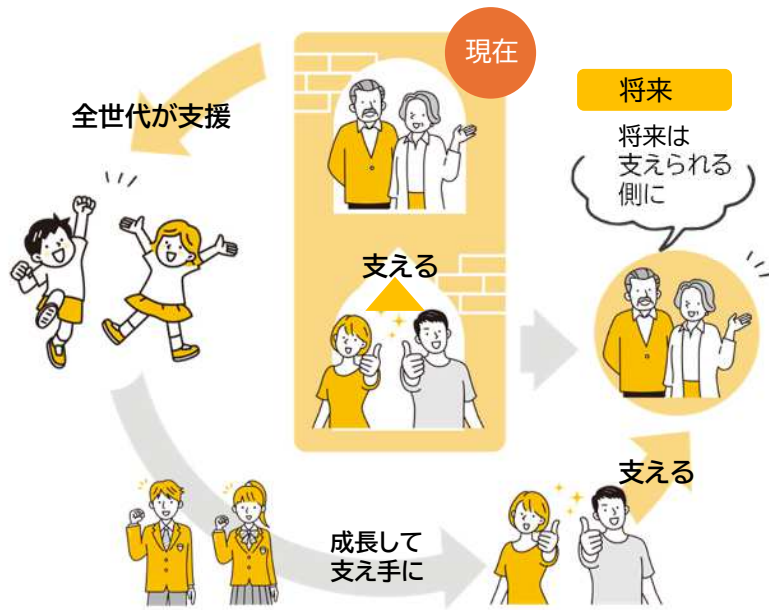 現在
全世代が支援
将来
将来は
支えられる
側に
支える
支える
成長して
支え手に